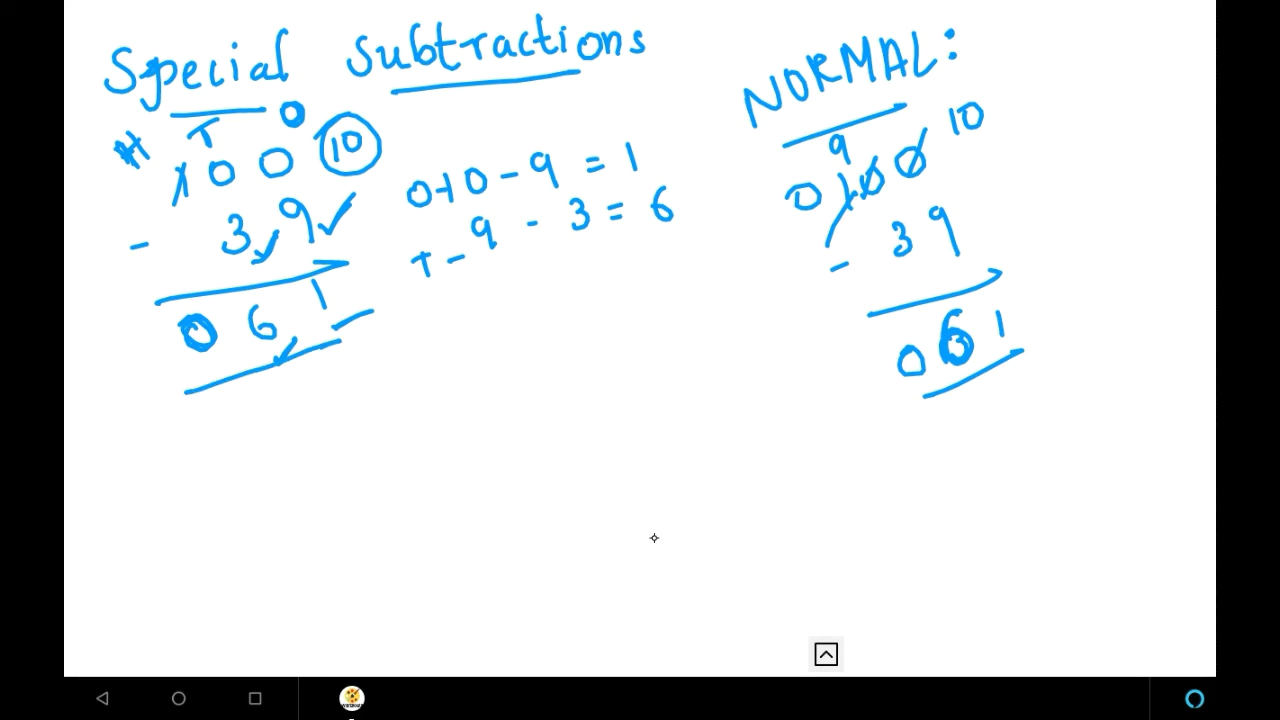 Special Subtractions
H T O
1 0 0 10
- 3 9
0 6 1
O 10 - 9 = 1
T - 9 - 3 = 6
NORMAL:
9 10
0 1 0 0
- 3 9
0 6 1